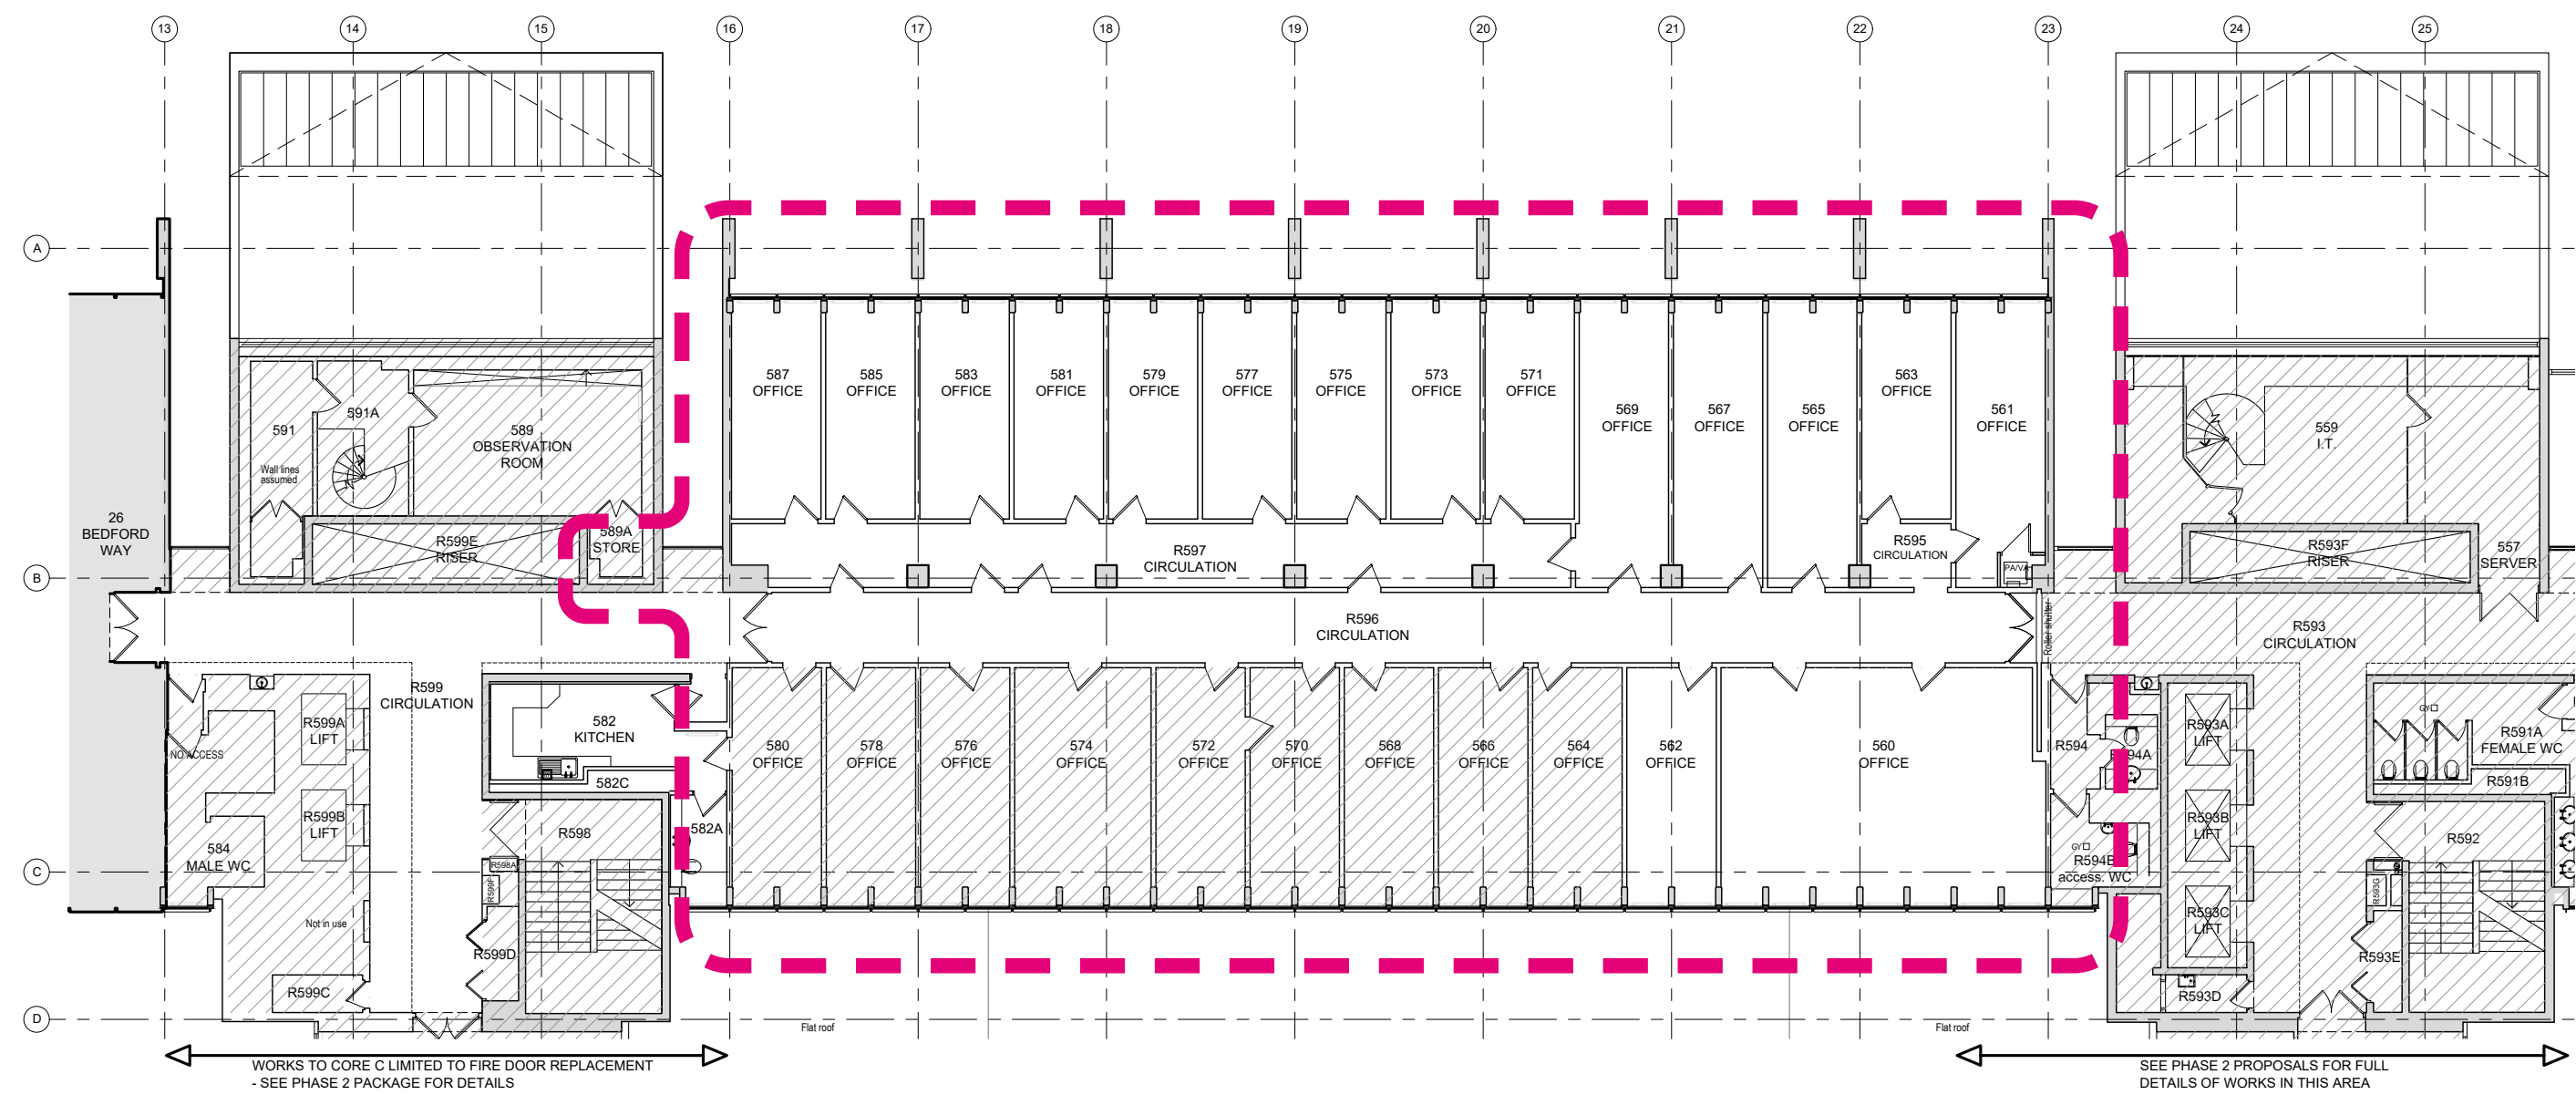 13
14
15
16
17
18
19
20
21
22
23
24
25
A
B
C
D
587
OFFICE
585
OFFICE
583
OFFICE
581
OFFICE
579
OFFICE
577
OFFICE
575
OFFICE
573
OFFICE
571
OFFICE
569
OFFICE
567
OFFICE
565
OFFICE
563
OFFICE
561
OFFICE
591
591A
589
OBSERVATION
ROOM
Wall lines
assumed
559
I.T.
26
BEDFORD
WAY
R599E
RISER
589A
STORE
R597
CIRCULATION
R595
CIRCULATION
PA/VA
R593F
RISER
557
SERVER
R596
CIRCULATION
Roller shutter
R593
CIRCULATION
R599
CIRCULATION
R599A
LIFT
NO ACCESS
582
KITCHEN
582C
580
OFFICE
578
OFFICE
576
OFFICE
574
OFFICE
572
OFFICE
570
OFFICE
568
OFFICE
566
OFFICE
564
OFFICE
562
OFFICE
560
OFFICE
R594
R594A
R593A
LIFT
GY
R591A
FEMALE WC
R591B
R599B
LIFT
R598
582A
584
MALE WC
R598A
R599F
R593B
LIFT
R592
GY
R594B
access. WC
R593G
Not in use
R599D
R593C
LIFT
R593E
R599C
R593D
Flat roof
Flat roof
WORKS TO CORE C LIMITED TO FIRE DOOR REPLACEMENT
- SEE PHASE 2 PACKAGE FOR DETAILS
SEE PHASE 2 PROPOSALS FOR FULL
DETAILS OF WORKS IN THIS AREA